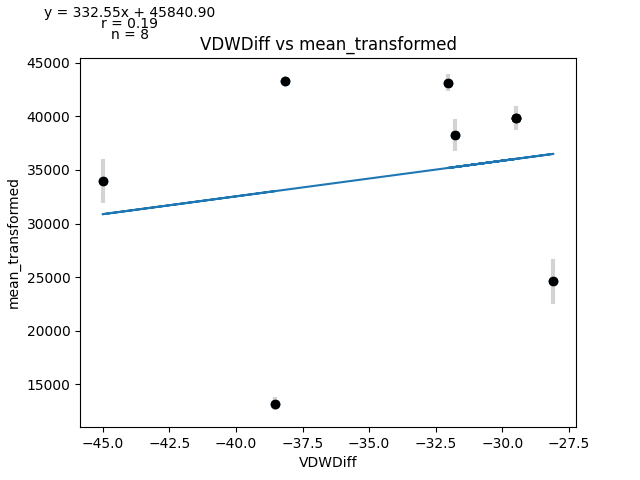 y = 332.55x + 45840.90
r = 0.19
n = 8
VDWDiff vs mean_transformed
45000
40000
35000
30000
25000
20000
15000
mean_transformed
−45.0 −42.5 −40.0 −37.5 −35.0 −32.5 −30.0 −27.5
VDWDiff